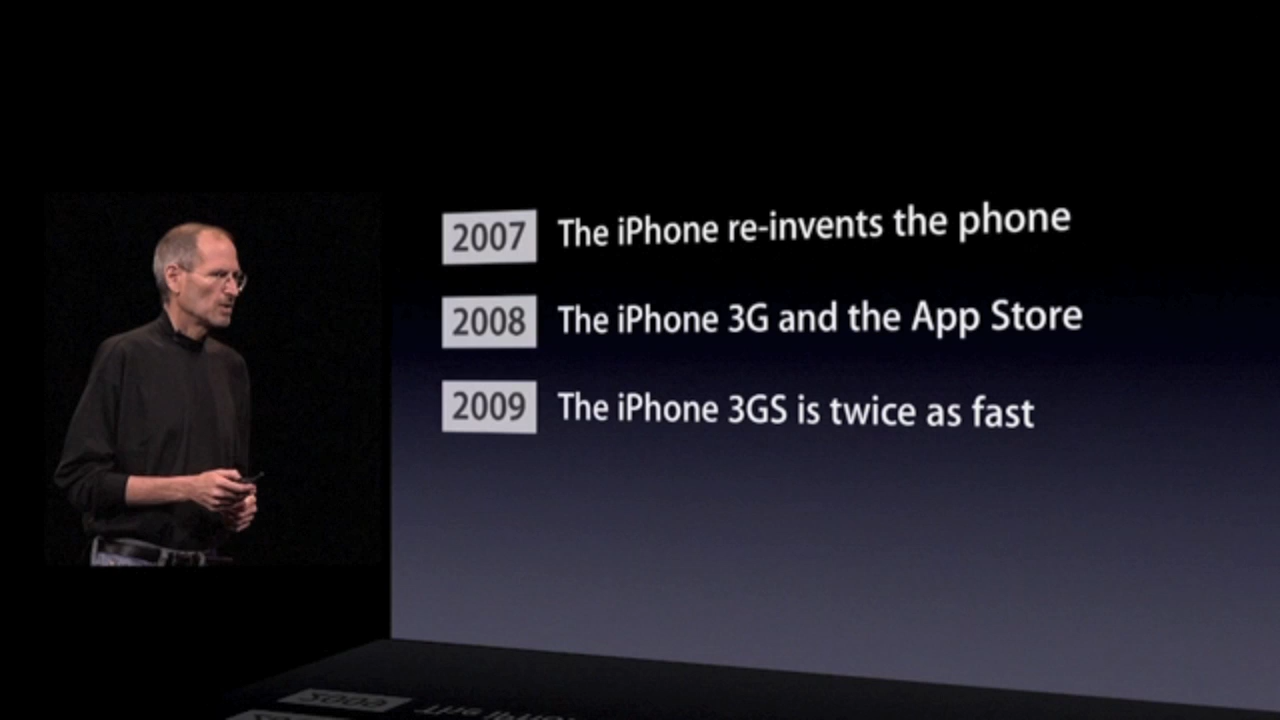 2007 The iPhone re-invents the phone
2008 The iPhone 3G and the App Store
2009 The iPhone 3GS is twice as fast